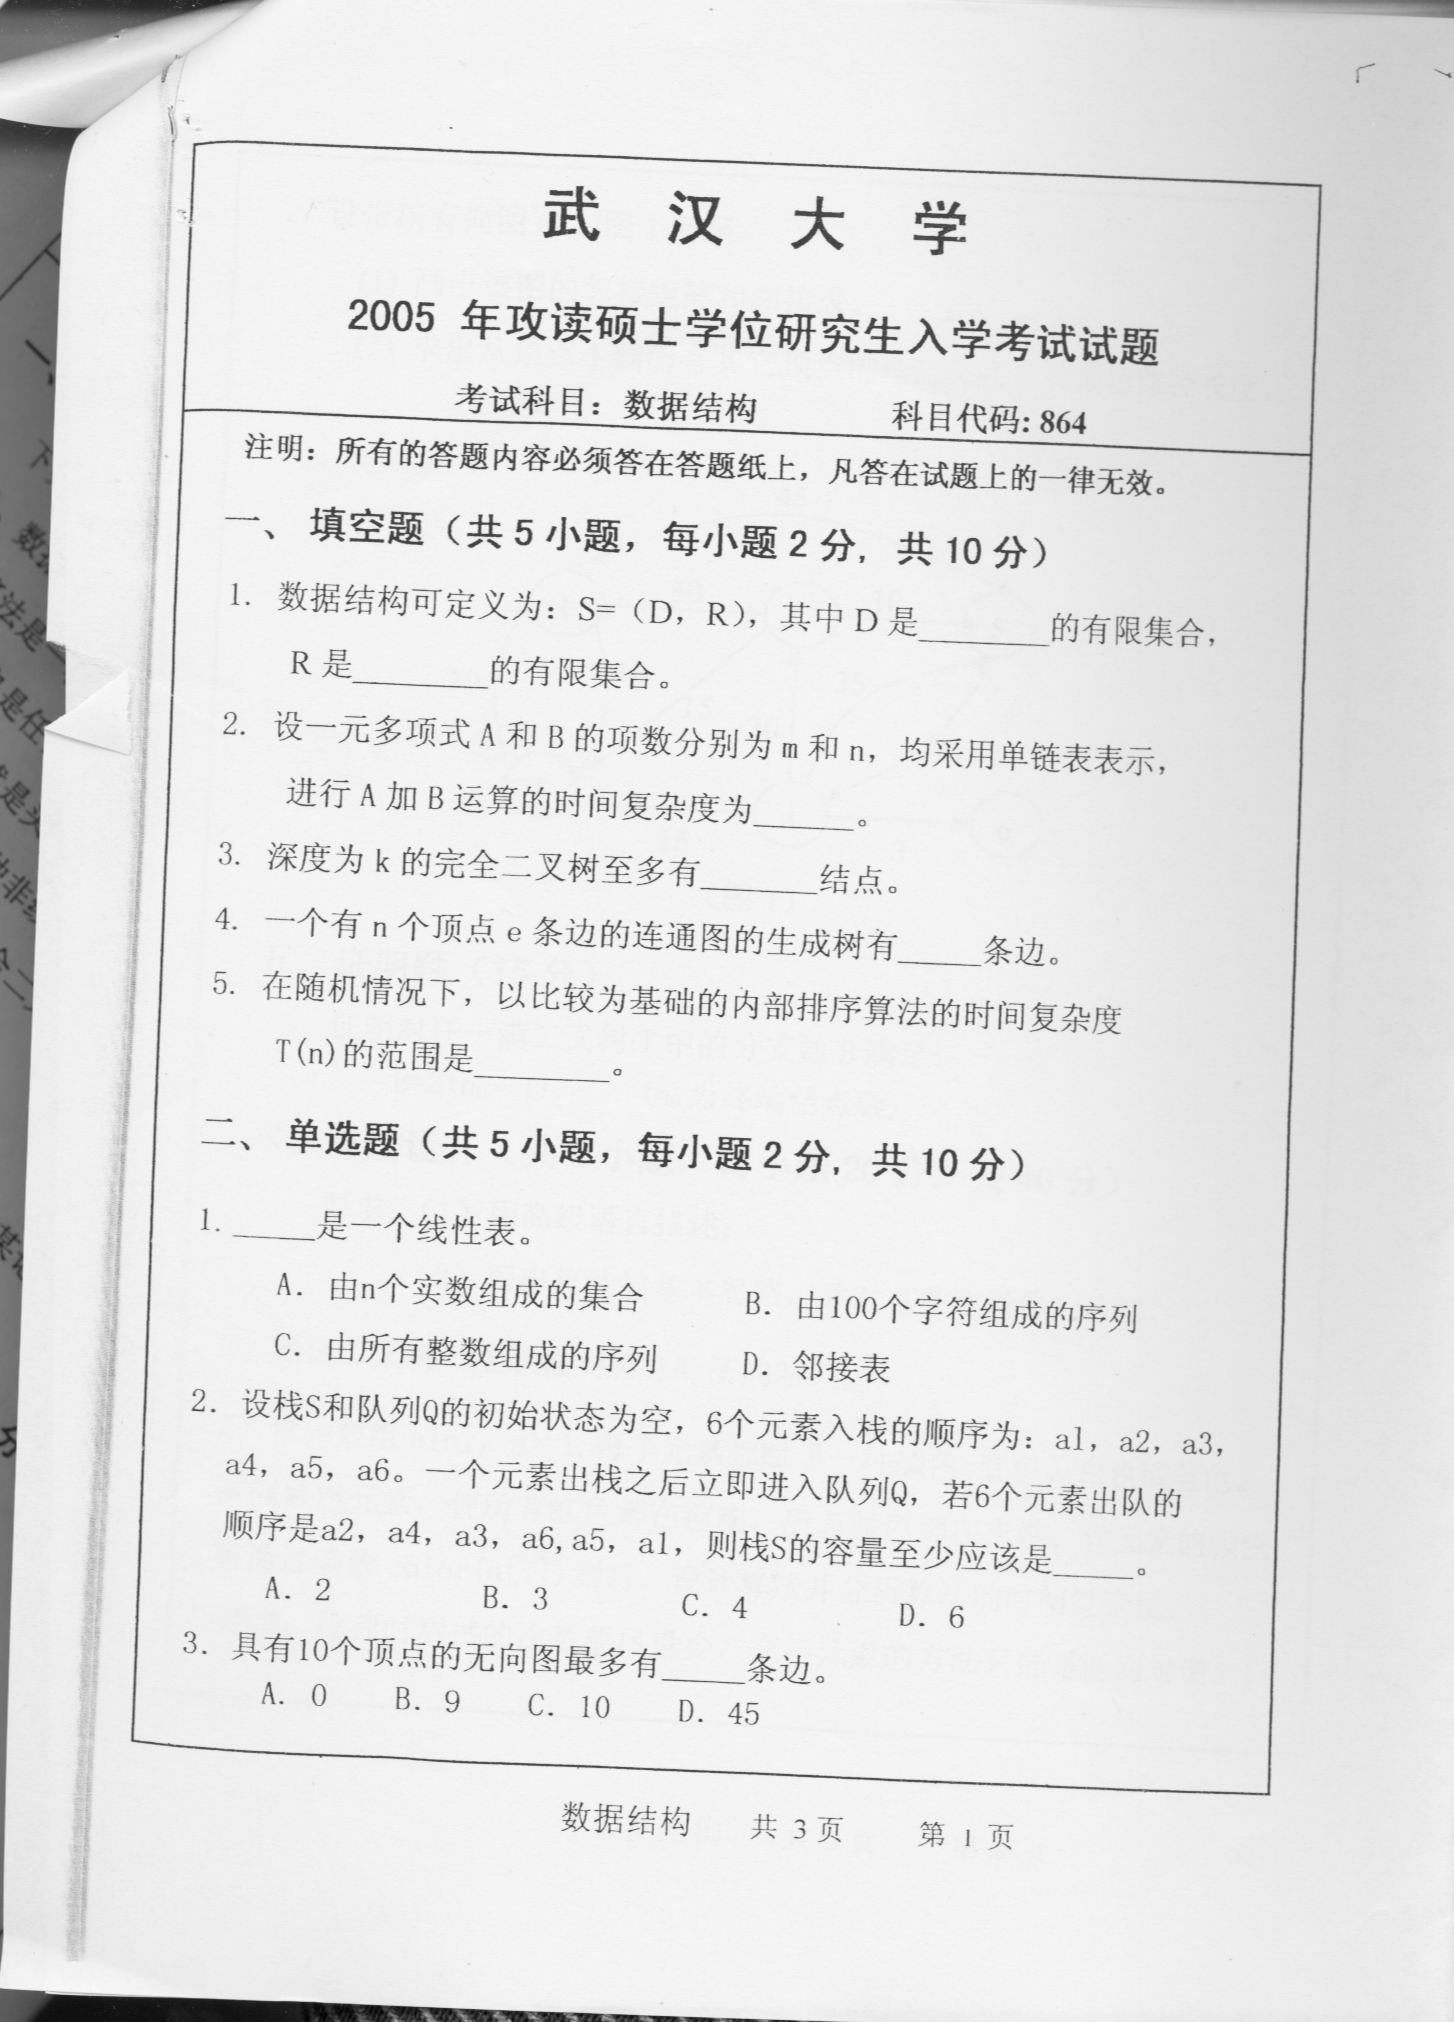 武 汉 大 学
2005 年攻读硕士学位研究生入学考试试题
考试科目：数据结构 科目代码: 864
注明：所有的答题内容必须答在答题纸上，凡答在试题上的一律无效。
一、 填空题（共 5 小题，每小题 2 分，共 10 分）
1. 数据结构可定义为：S=（D，R），其中 D 是________的有限集合，
R 是________的有限集合。
2. 设一元多项式 A 和 B 的项数分别为 m 和 n，均采用单链表表示，
进行 A 加 B 运算的时间复杂度为______。
3. 深度为 k 的完全二叉树至多有_______结点。
4. 一个有 n 个顶点 e 条边的连通图的生成树有_____条边。
5. 在随机情况下，以比较为基础的内部排序算法的时间复杂度
T(n)的范围是________。
二、 单选题（共 5 小题，每小题 2 分，共 10 分）
1. _____是一个线性表。
A. 由n个实数组成的集合 B. 由100个字符组成的序列
C. 由所有整数组成的序列 D. 邻接表
2. 设栈S和队列Q的初始状态为空，6个元素入栈的顺序为：a1，a2，a3，
a4，a5，a6。一个元素出栈之后立即进入队列Q，若6个元素出队的
顺序是a2，a4，a3，a6,a5，a1，则栈S的容量至少应该是_____。
A. 2 B. 3 C. 4 D. 6
3. 具有10个顶点的无向图最多有_____条边。
A. 0 B. 9 C. 10 D. 45
数据结构 共 3 页 第 1 页